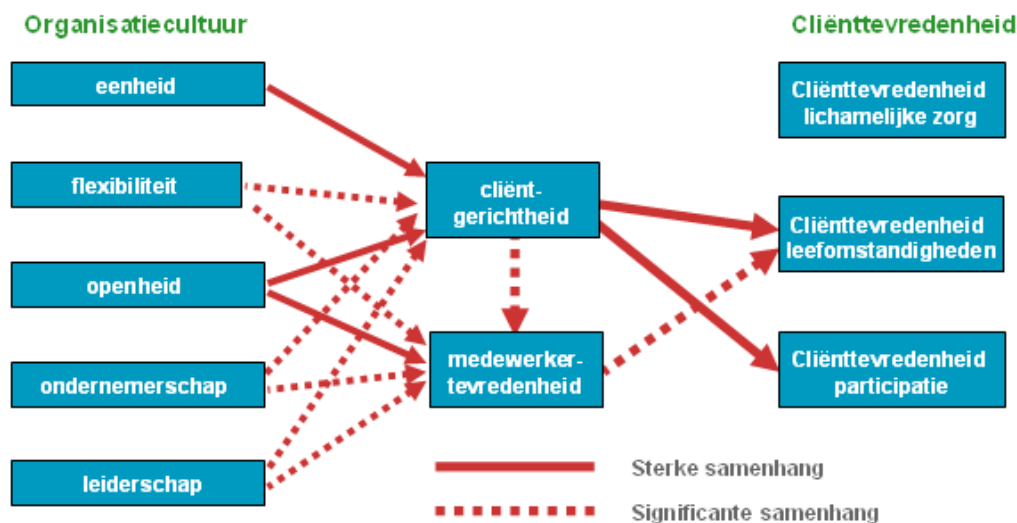 Organisatiecultuur
Cliënttevredenheid
eenheid
flexibiliteit
openheid
ondernemerschap
leiderschap
cliënt-
gerichtheid
medewerker-
tevredenheid
Cliënttevredenheid
lichamelijke zorg
Cliënttevredenheid
leefomstandigheden
Cliënttevredenheid
participatie
Sterke samenhang
Significante samenhang